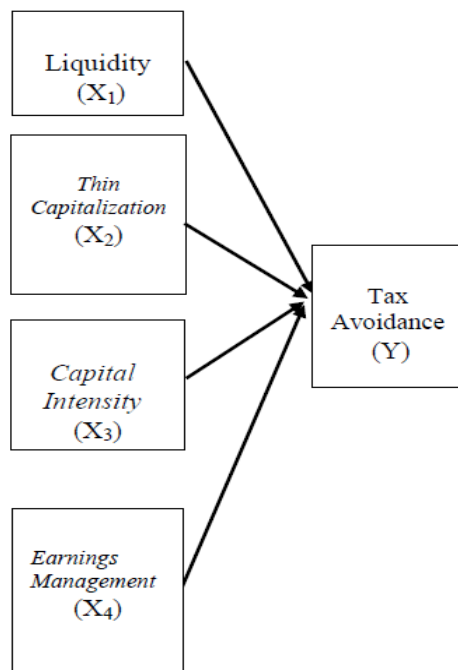 Liquidity
(X₁)
Thin
Capitalization
(X₂)
Capital
Intensity
(X₃)
Earnings
Management
(X₄)
Tax
Avoidance
(Y)